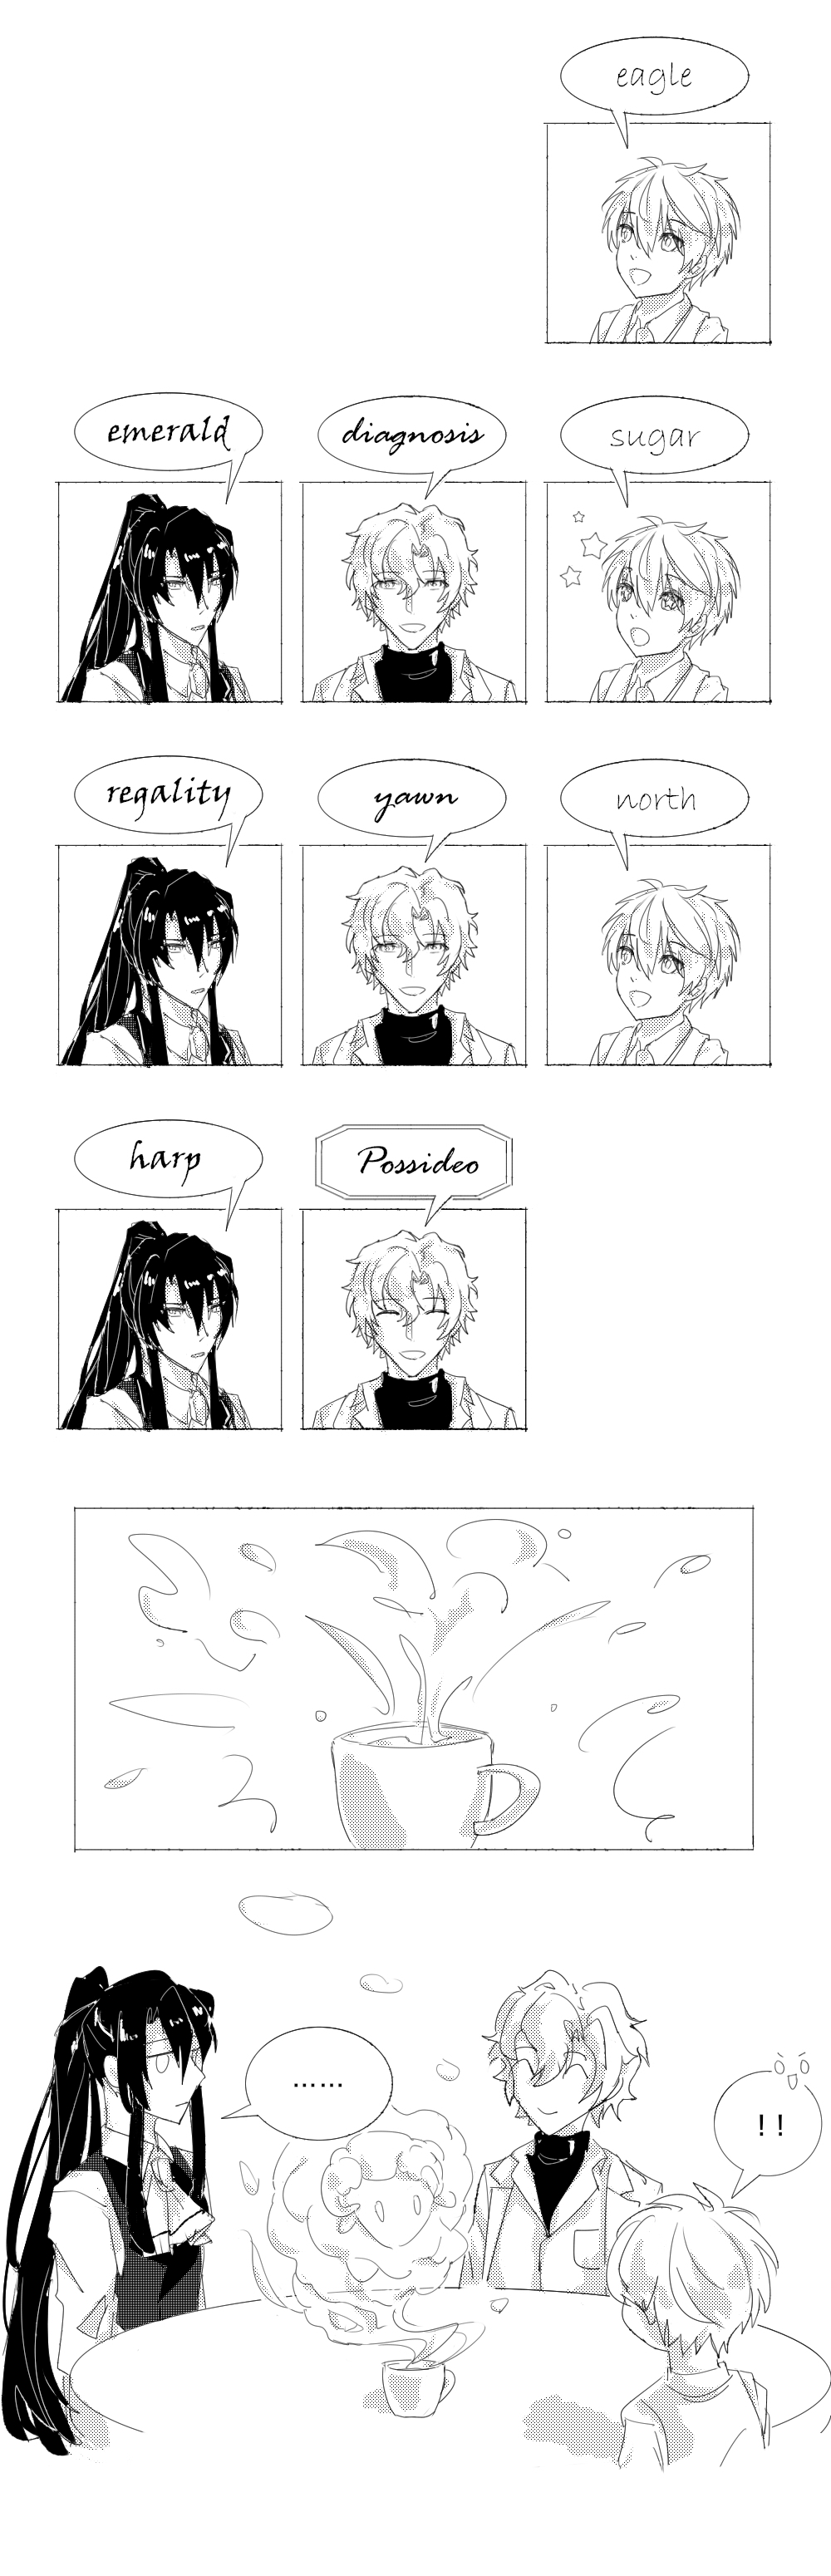 eagle
emerald
diagnosis
sugar
regality
yawn
north
harp
Possideo
……
！！